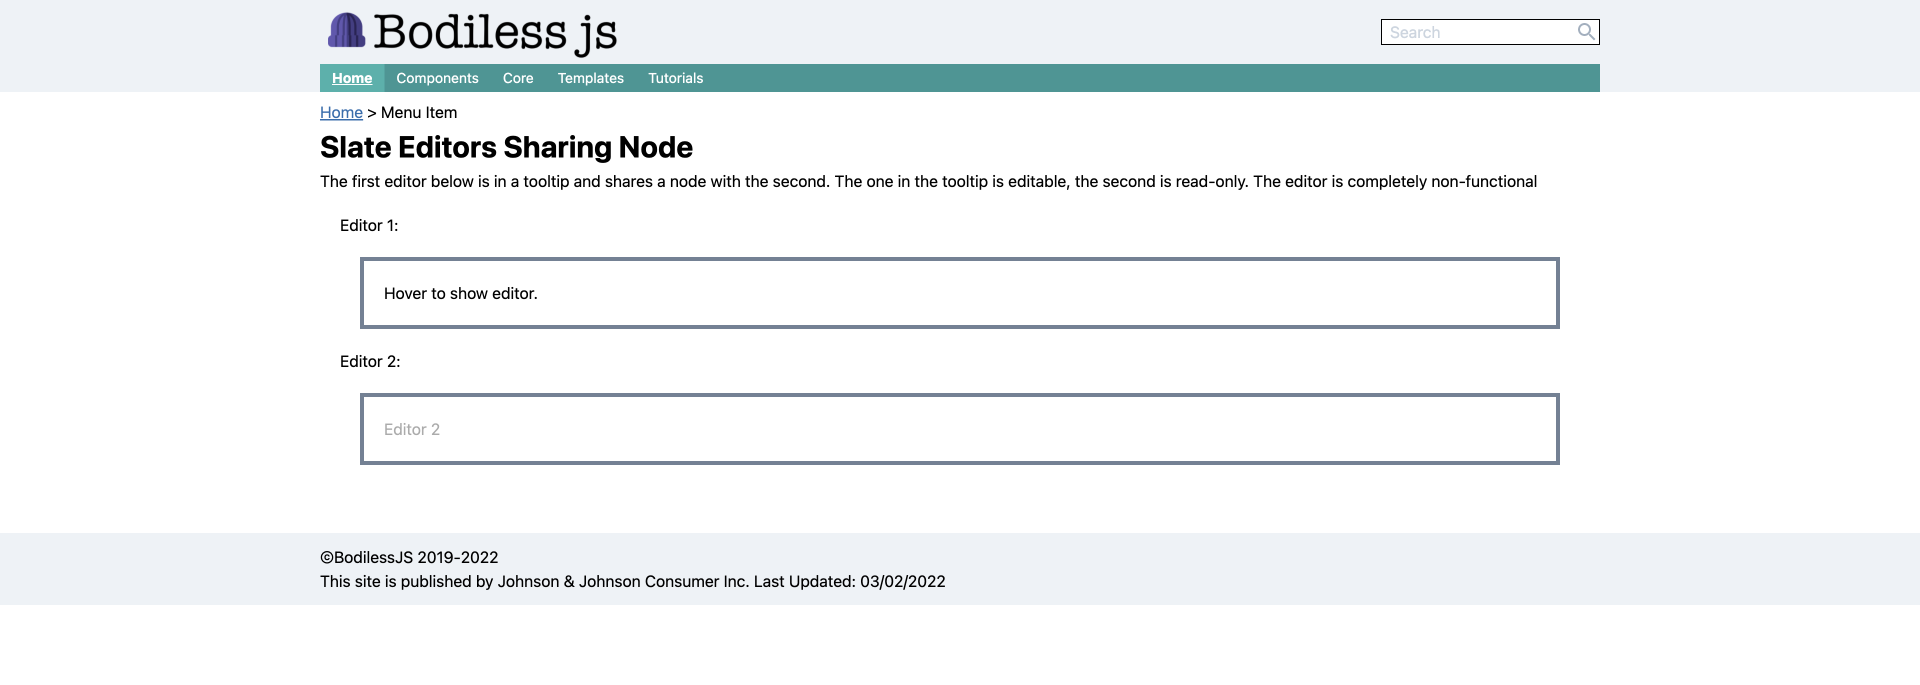 Bodiless js
Search
Home Components Core Templates Tutorials
Home > Menu Item
Slate Editors Sharing Node
The first editor below is in a tooltip and shares a node with the second. The one in the tooltip is editable, the second is read-only. The editor is completely non-functional
Editor 1:
Hover to show editor.
Editor 2:
Editor 2
©BodilessJS 2019-2022
This site is published by Johnson & Johnson Consumer Inc. Last Updated: 03/02/2022